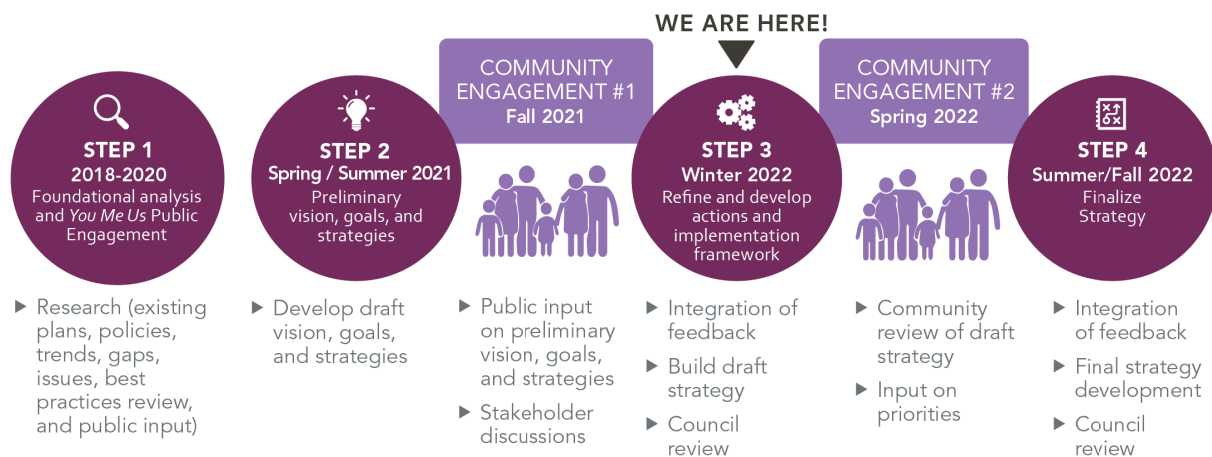 WE ARE HERE!
STEP 1
2018-2020
Foundational analysis
and You Me Us Public
Engagement
► Research (existing
plans, policies,
trends, gaps,
issues, best
practices review,
and public input)
STEP 2
Spring / Summer 2021
Preliminary
vision, goals, and
strategies
► Develop draft
vision, goals,
and strategies
COMMUNITY
ENGAGEMENT #1
Fall 2021
► Public input
on preliminary
vision, goals,
and strategies
► Stakeholder
discussions
STEP 3
Winter 2022
Refine and develop
actions and
implementation
framework
► Integration of
feedback
► Build draft
strategy
► Council
review
COMMUNITY
ENGAGEMENT #2
Spring 2022
► Community
review of draft
strategy
► Input on
priorities
STEP 4
Summer/Fall 2022
Finalize
Strategy
► Integration
of feedback
► Final strategy
development
► Council
review